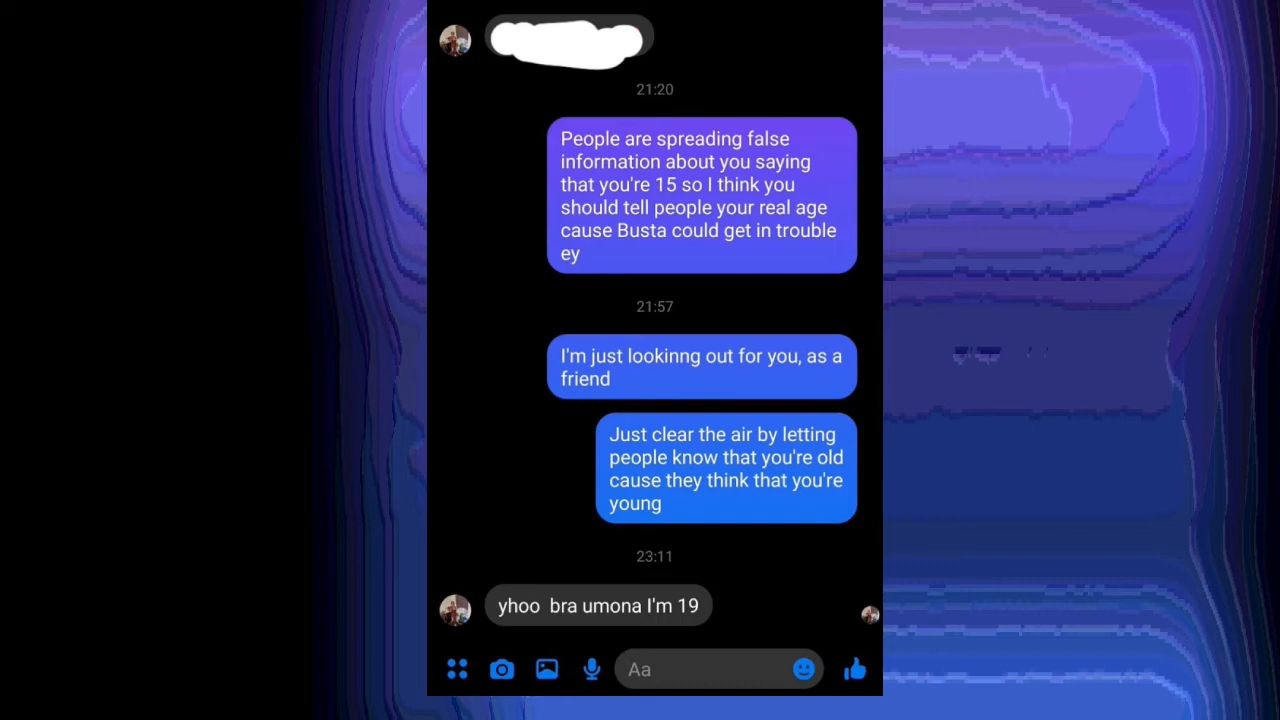 21:20
People are spreading false
information about you saying
that you're 15 so I think you
should tell people your real age
cause Busta could get in trouble
ey
21:57
I'm just lookinng out for you, as a
friend
Just clear the air by letting
people know that you're old
cause they think that you're
young
23:11
yhoo bra umona I'm 19
Aa